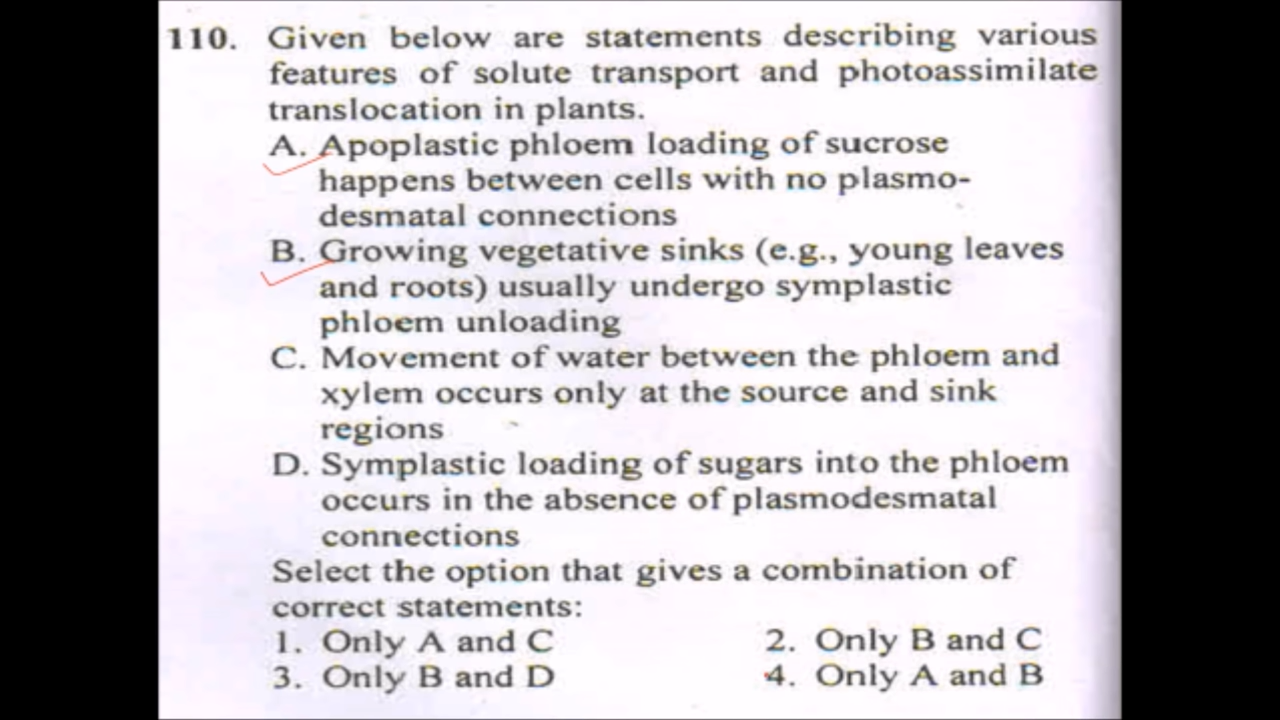 110. Given below are statements describing various
features of solute transport and photoassimilate
translocation in plants.
A. Apoplastic phloem loading of sucrose
happens between cells with no plasmo-
desmatal connections
B. Growing vegetative sinks (e.g., young leaves
and roots) usually undergo symplastic
phloem unloading
C. Movement of water between the phloem and
xylem occurs only at the source and sink
regions
D. Symplastic loading of sugars into the phloem
occurs in the absence of plasmodesmatal
connections
Select the option that gives a combination of
correct statements:
1. Only A and C 2. Only B and C
3. Only B and D 4. Only A and B